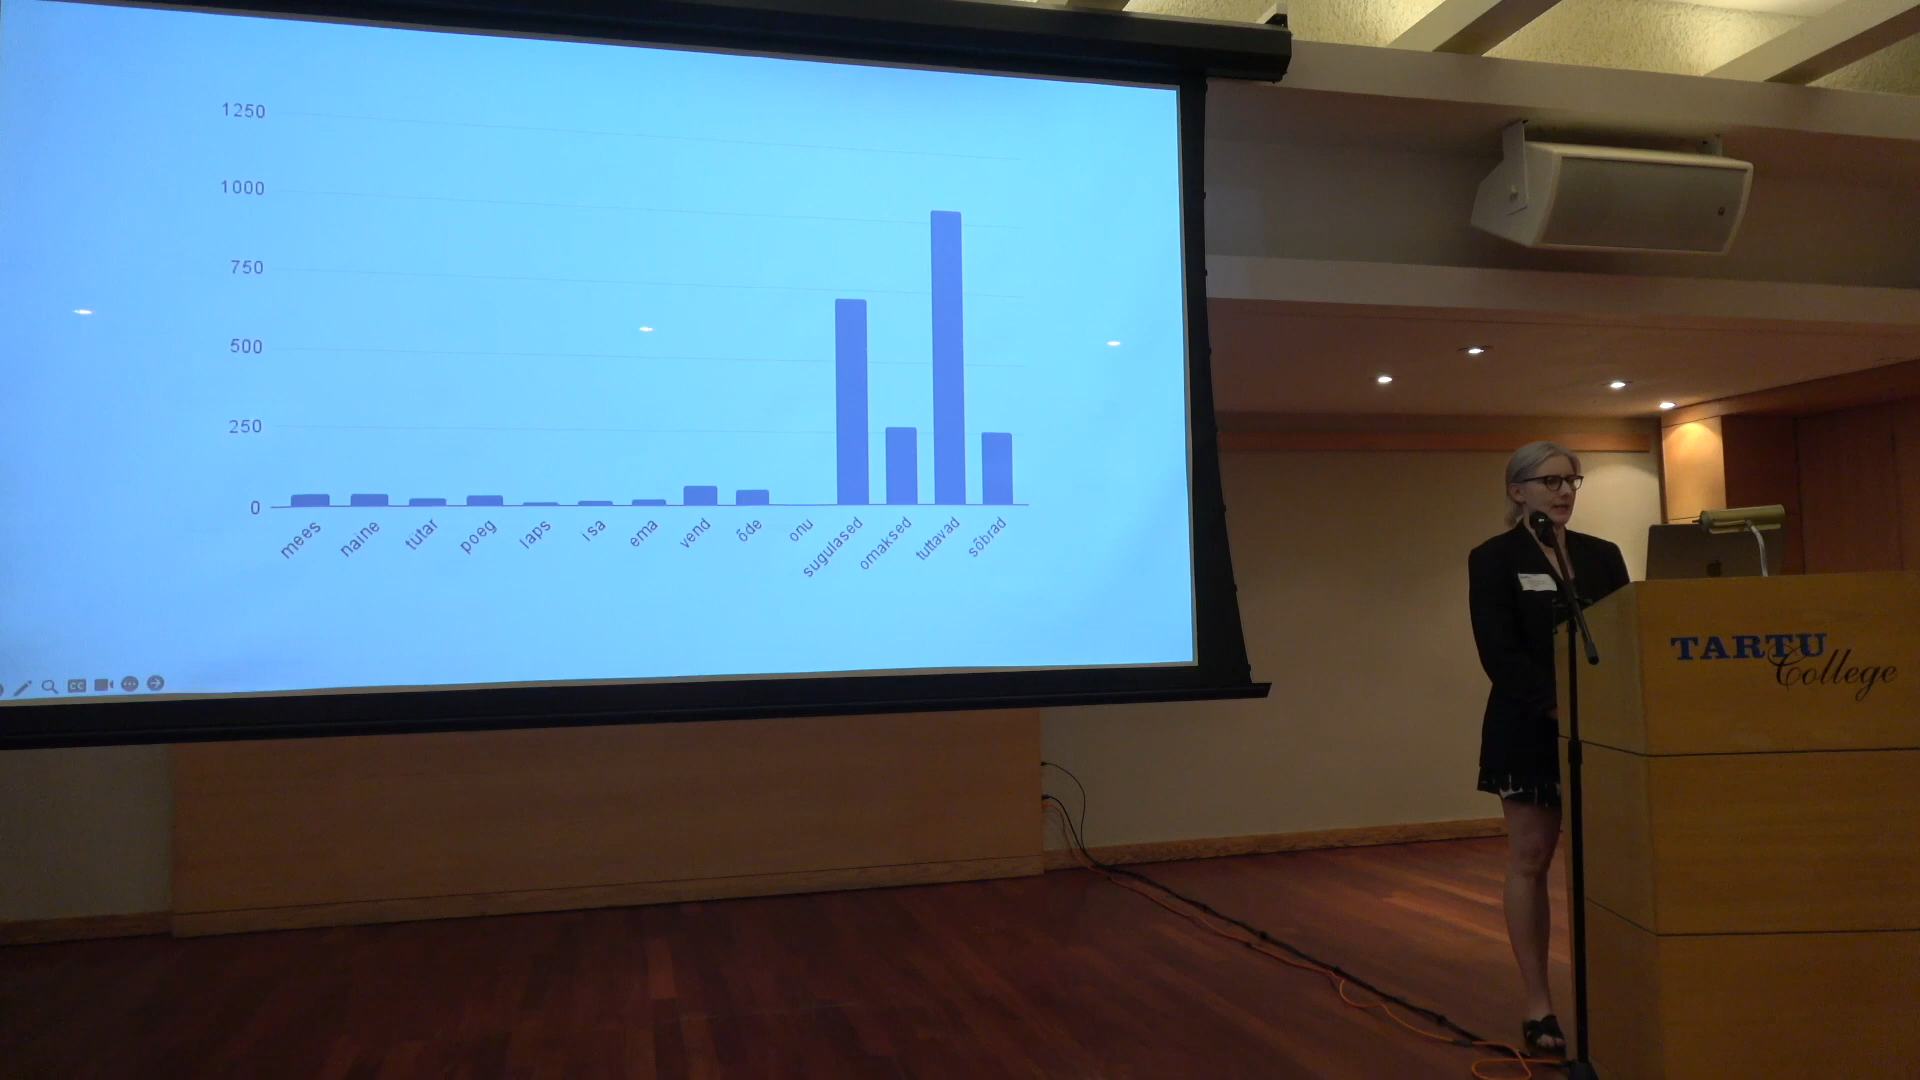 1250
1000
750
500
250
0
mees
naine
tütar
poeg
laps
isa
ema
vend
õde
onu
sugulased
omaksed
tuttavad
sõbrad
CC
TARTU
College